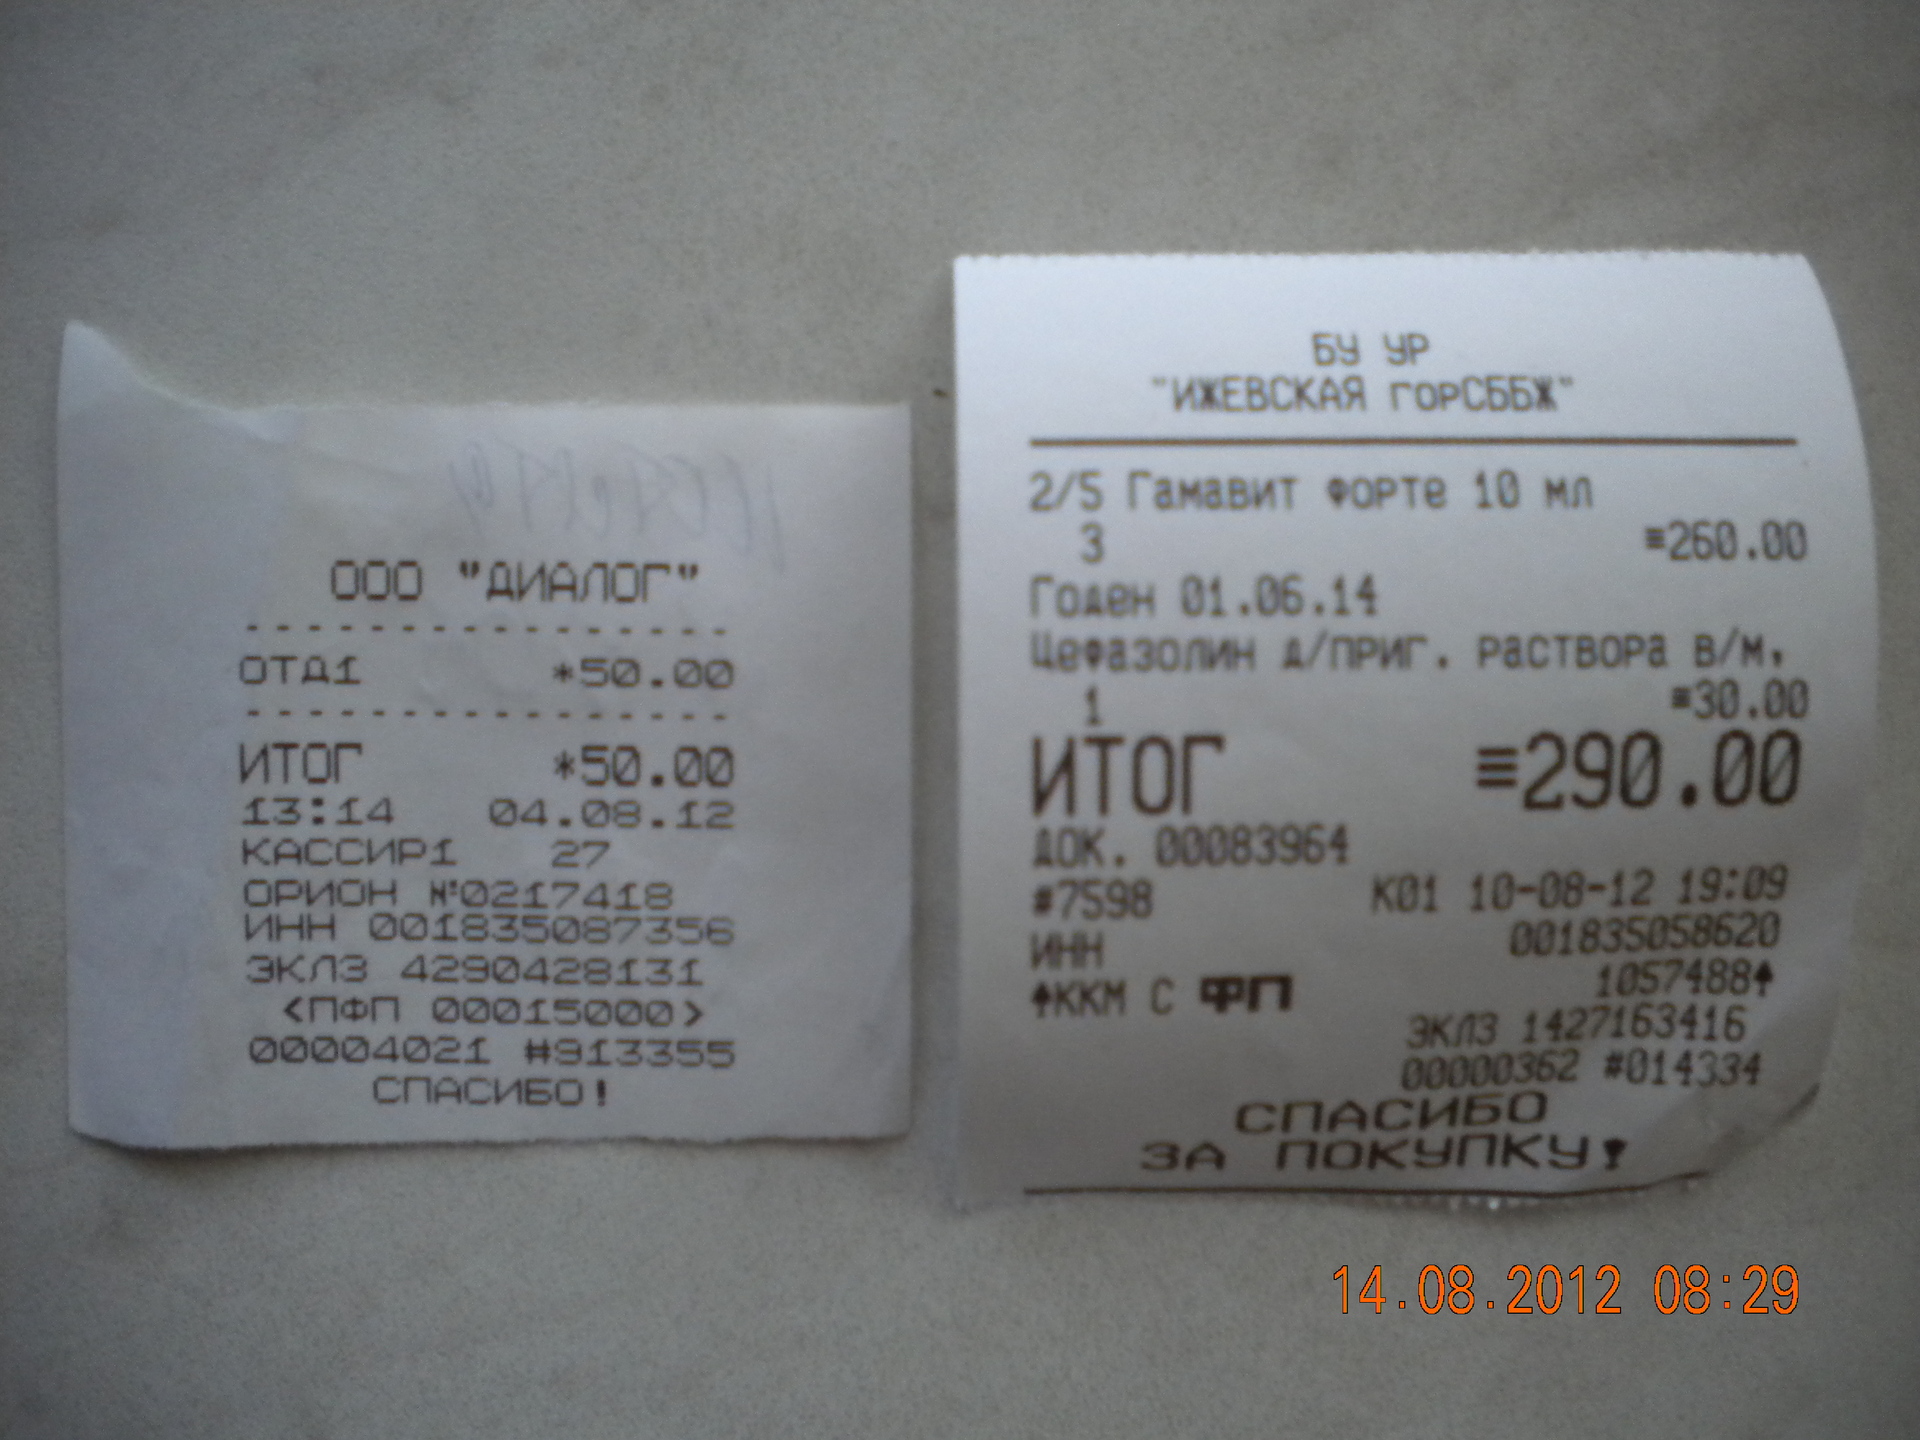 ООО "ДИАЛОГ"
ОТД1 *50.00
ИТОГ *50.00
13:14 04.08.12
КАССИР1 27
ОРИОН №0217418
ИНН 001835087356
ЭКЛЗ 4290428131
<ПФП 00015000>
00004021 #913355
СПАСИБО!
БУ УР
"ИЖЕВСКАЯ горСББЖ"
2/5 Гамавит форте 10 мл
3 ≡260.00
Годен 01.06.14
Цефазолин д/приг. раствора в/м,
1 ≡30.00
ИТОГ ≡290.00
ДОК. 00083964
#7598 К01 10-08-12 19:09
ИНН 001835058620
ККМ С ФП 1057488
ЭКЛЗ 1427163416
00000362 #014334
СПАСИБО
ЗА ПОКУПКУ!
14.08.2012 08:29